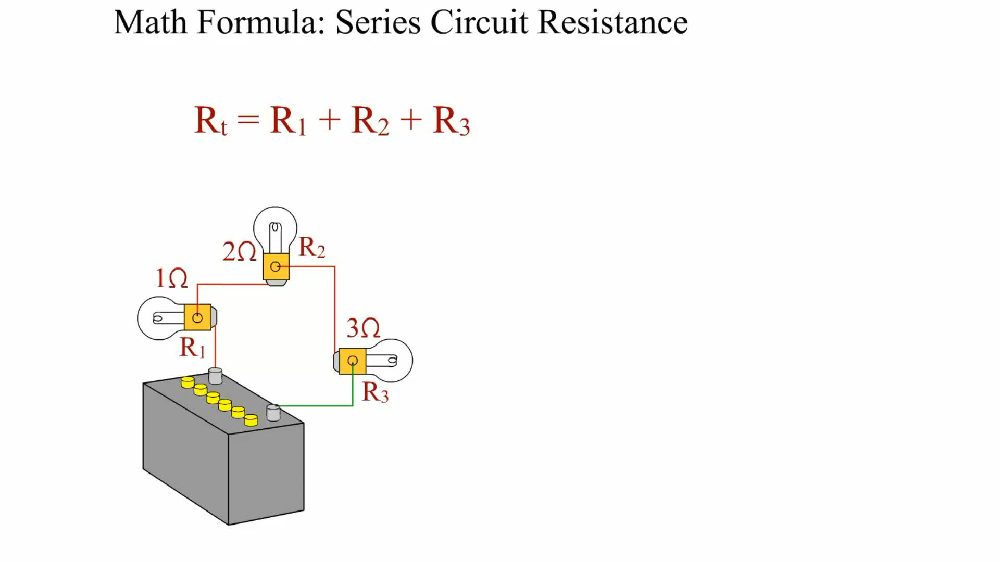 Math Formula: Series Circuit Resistance
Rₜ = R₁ + R₂ + R₃
2Ω R₂
1Ω
R₁
3Ω
R₃